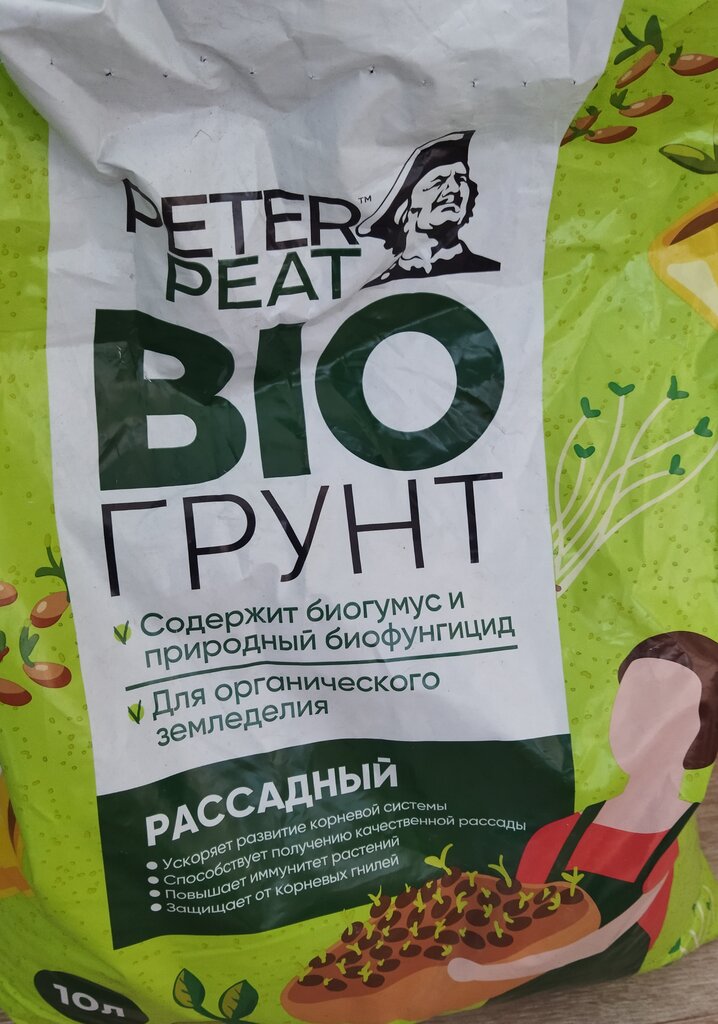 PETER™
PEAT
BIO
ГРУНТ
Содержит биогумус и
природный биофунгицид
Для органического
земледелия
РАССАДНЫЙ
Ускоряет развитие корневой системы
Способствует получению качественной рассады
Повышает иммунитет растений
Защищает от корневых гнилей
10л